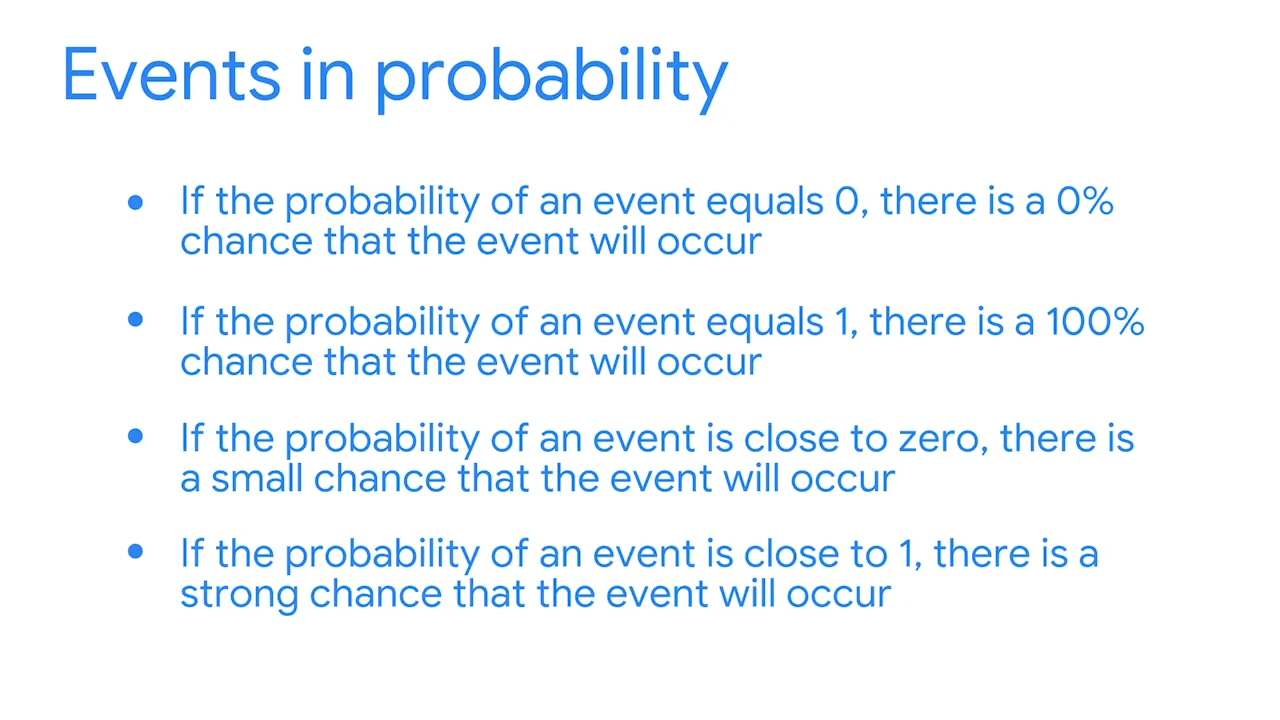 Events in probability
• If the probability of an event equals 0, there is a 0%
chance that the event will occur
• If the probability of an event equals 1, there is a 100%
chance that the event will occur
• If the probability of an event is close to zero, there is
a small chance that the event will occur
• If the probability of an event is close to 1, there is a
strong chance that the event will occur